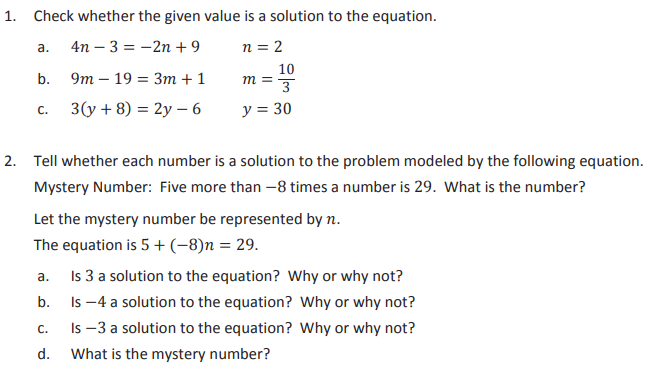 1. Check whether the given value is a solution to the equation.
a. 4n − 3 = −2n + 9 n = 2
b. 9m − 19 = 3m + 1 m = 10/3
c. 3(y + 8) = 2y − 6 y = 30
2. Tell whether each number is a solution to the problem modeled by the following equation.
Mystery Number: Five more than −8 times a number is 29. What is the number?
Let the mystery number be represented by n.
The equation is 5 + (−8)n = 29.
a. Is 3 a solution to the equation? Why or why not?
b. Is −4 a solution to the equation? Why or why not?
c. Is −3 a solution to the equation? Why or why not?
d. What is the mystery number?